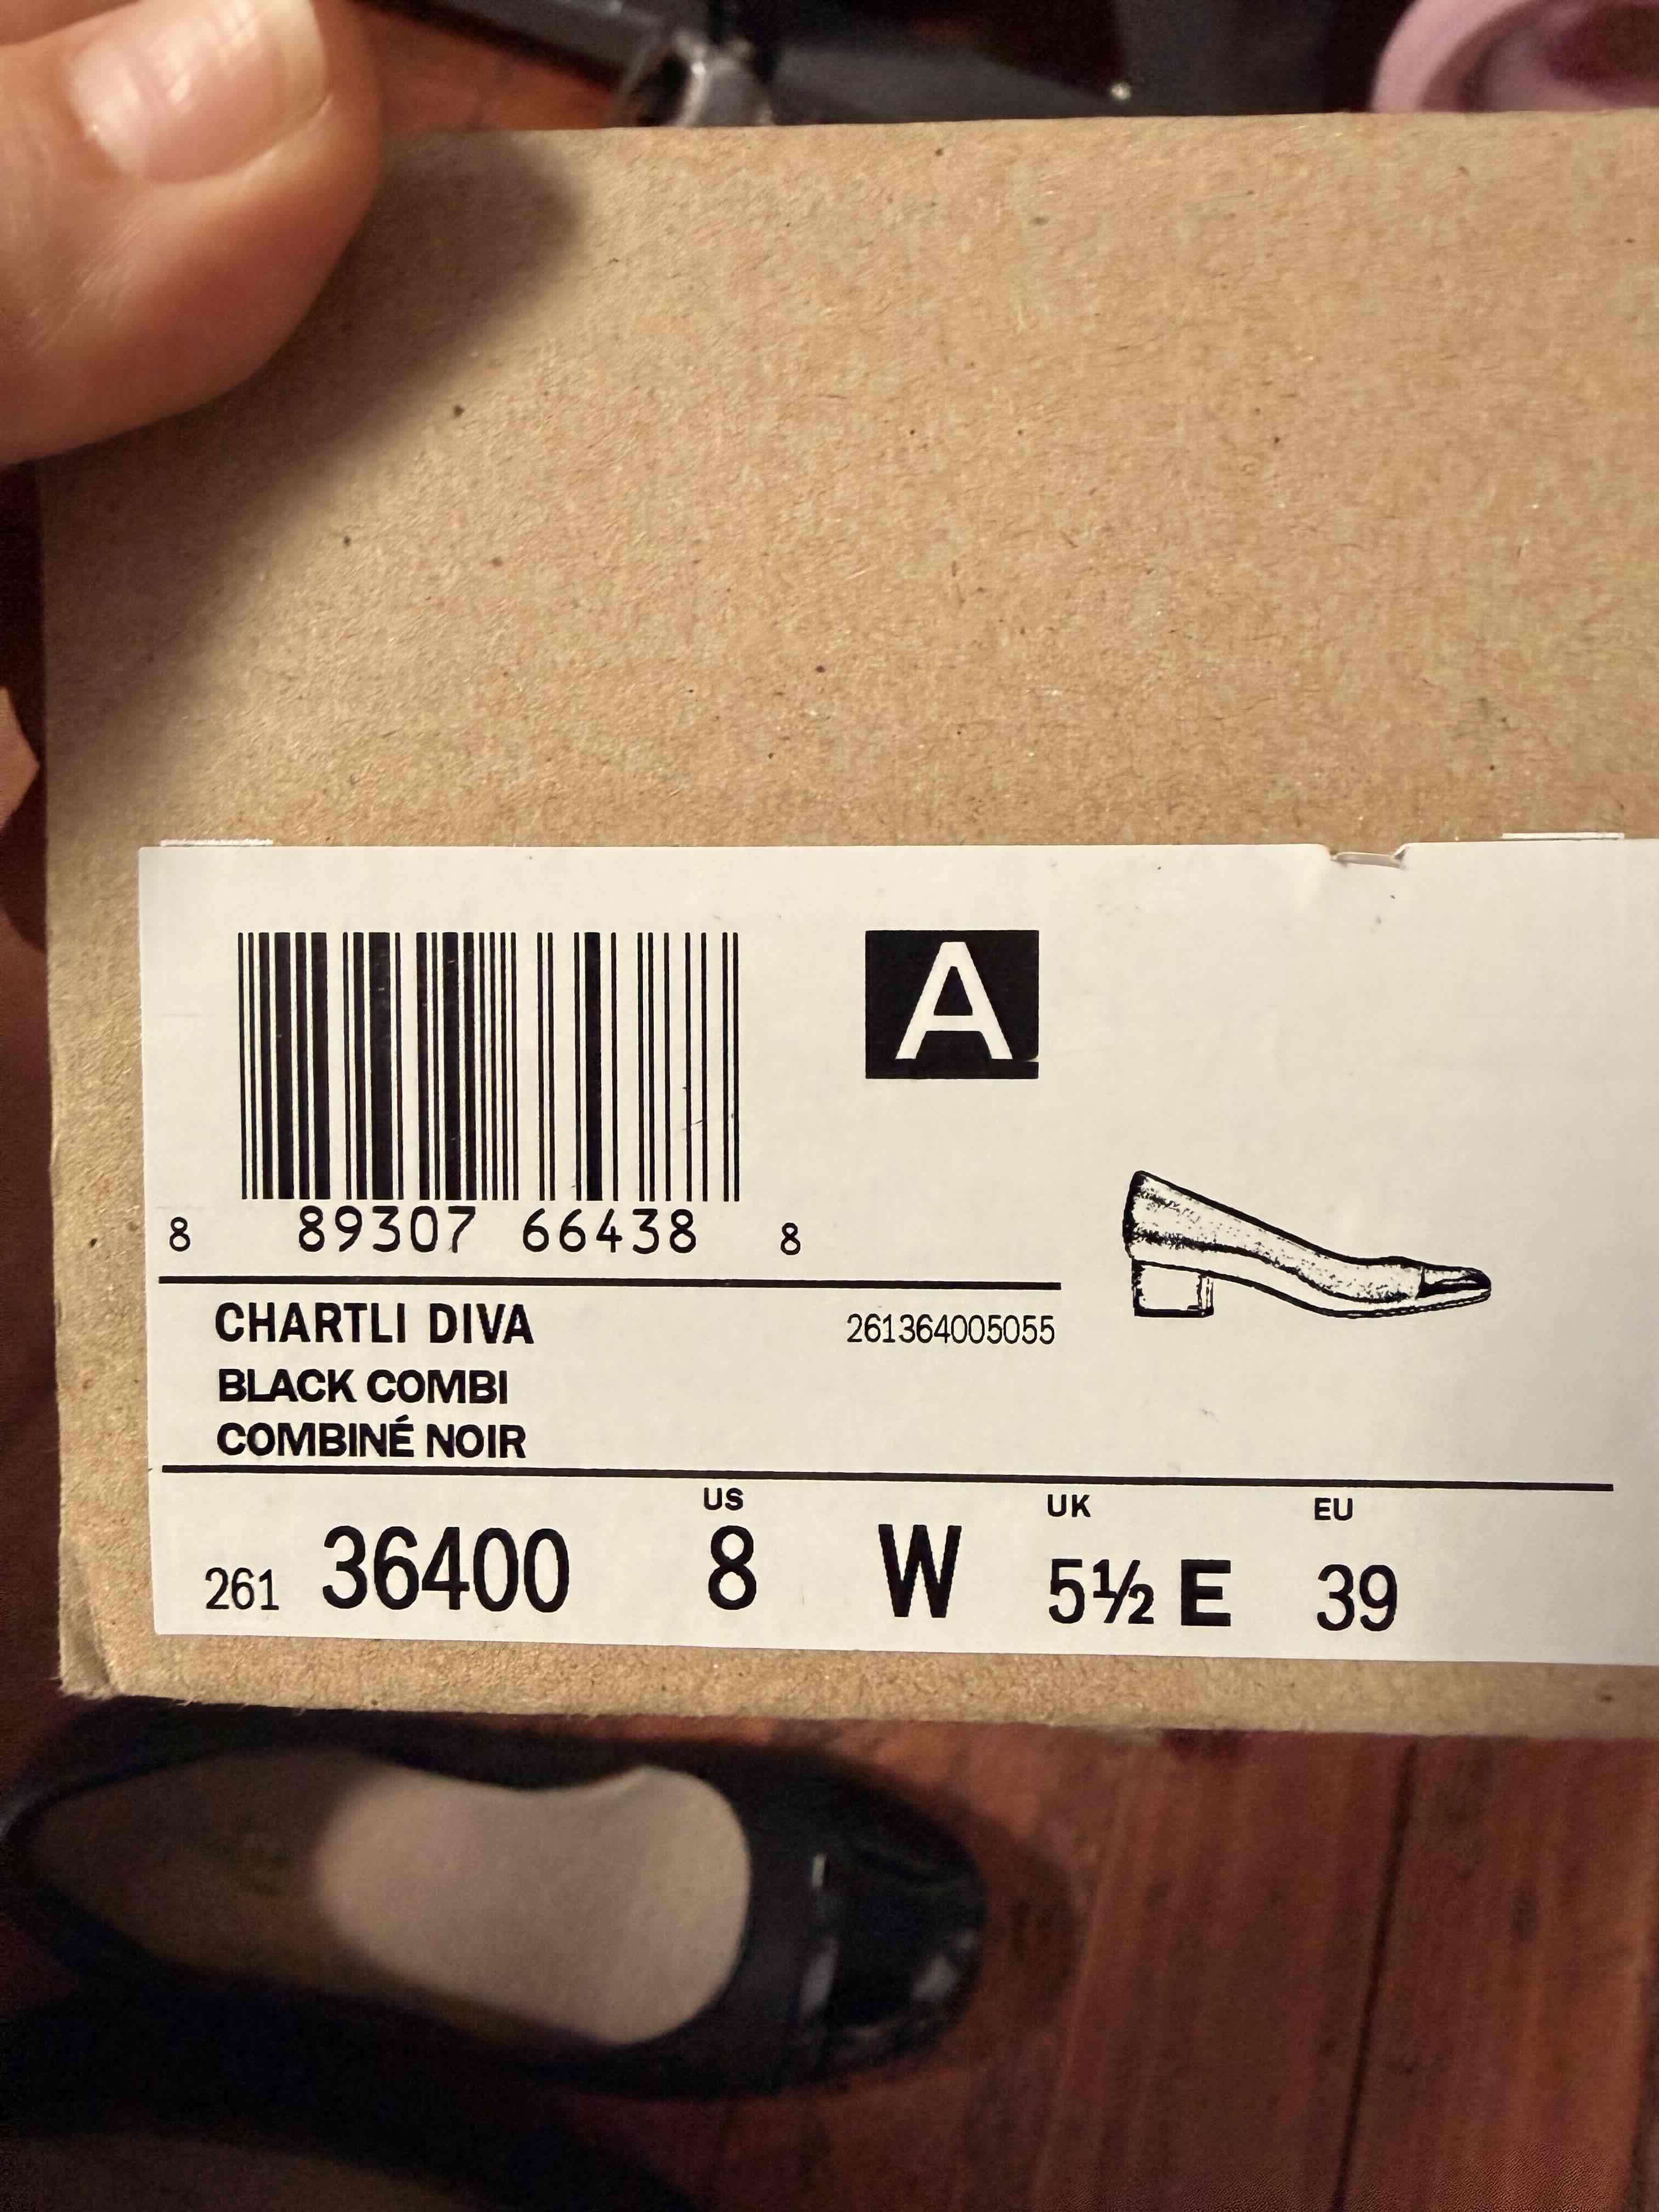 A
8 89307 66438 8
CHARTLI DIVA 261364005055
BLACK COMBI
COMBINÉ NOIR
US UK EU
261 36400 8 W 5½ E 39